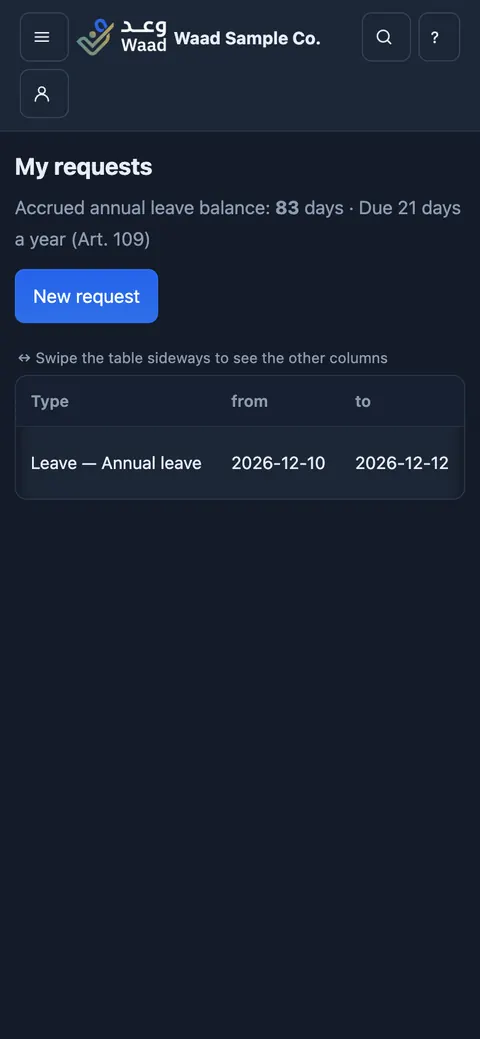 وعد
Waad
Waad Sample Co.
?
My requests
Accrued annual leave balance: 83 days · Due 21 days
a year (Art. 109)
New request
↔ Swipe the table sideways to see the other columns
Type from to
Leave — Annual leave 2026-12-10 2026-12-12